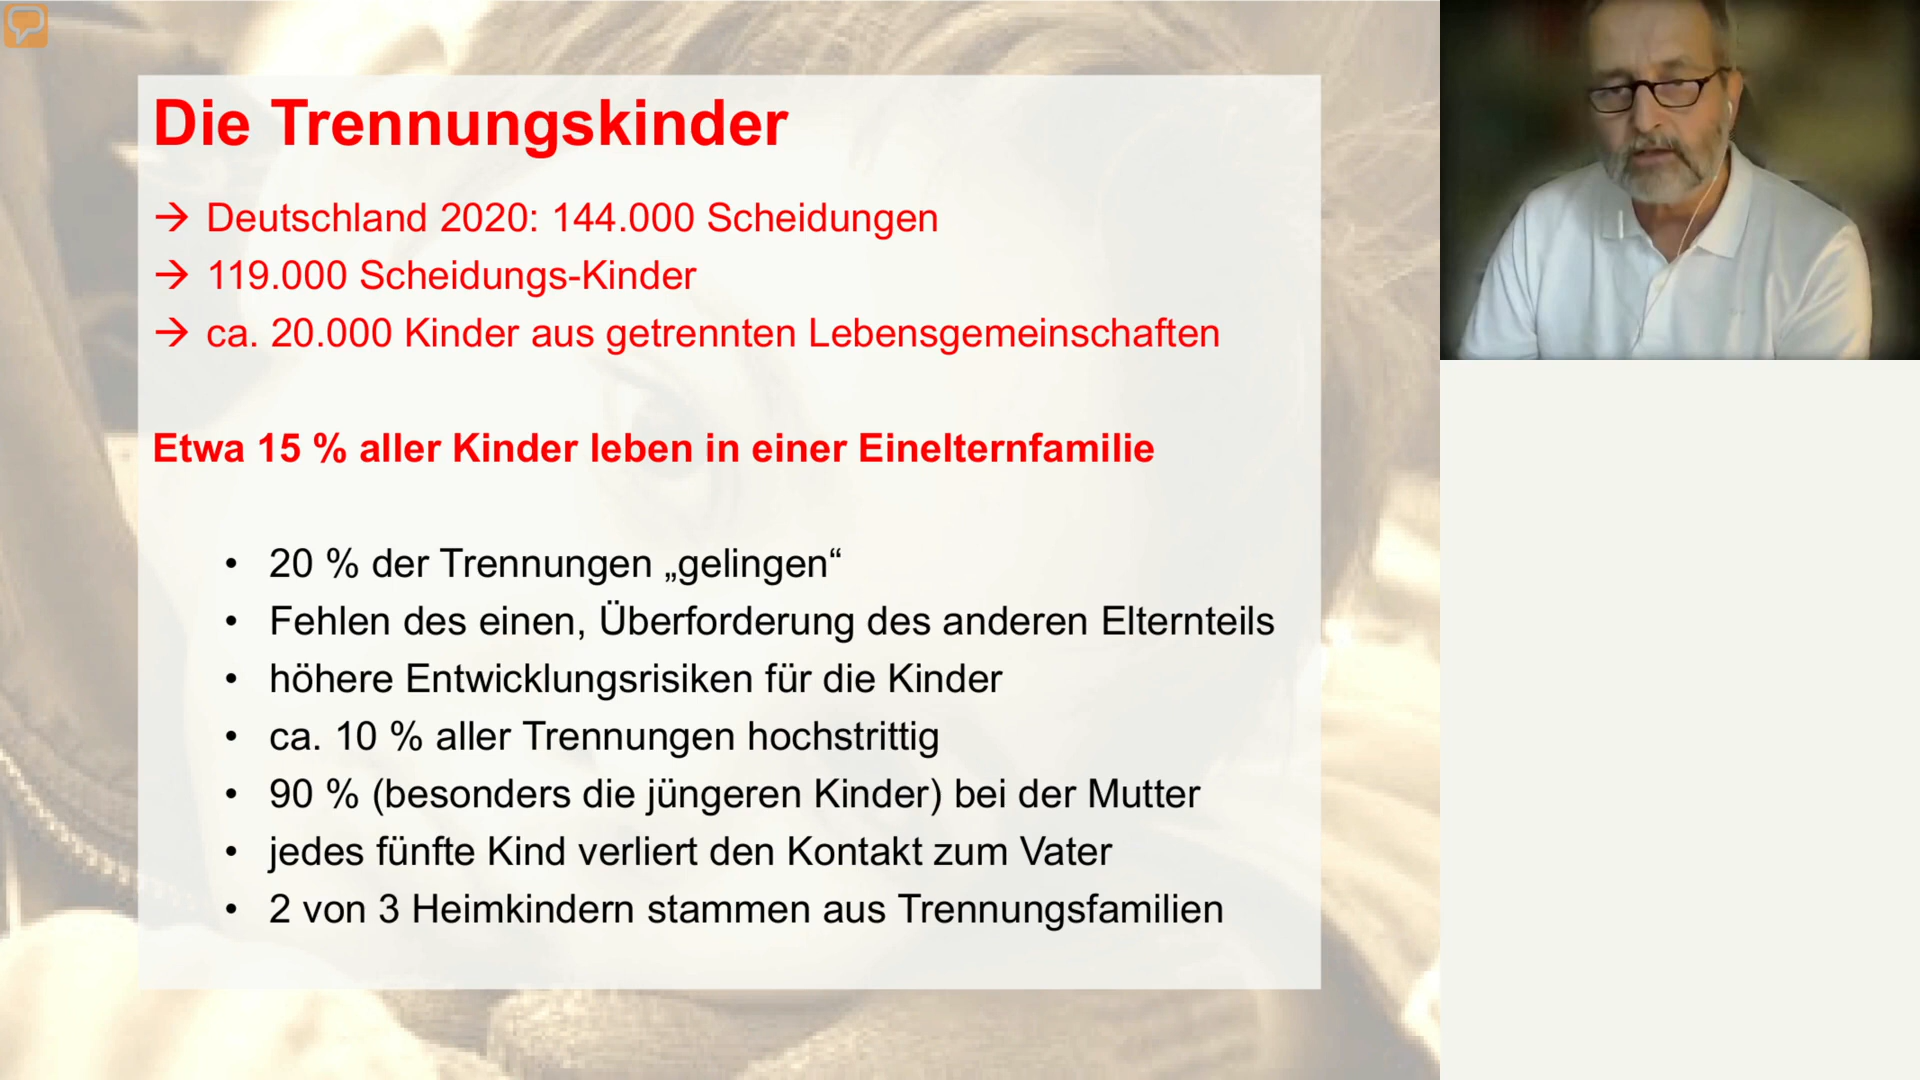 Die Trennungskinder
→ Deutschland 2020: 144.000 Scheidungen
→ 119.000 Scheidungs-Kinder
→ ca. 20.000 Kinder aus getrennten Lebensgemeinschaften
Etwa 15 % aller Kinder leben in einer Einelternfamilie
• 20 % der Trennungen „gelingen“
• Fehlen des einen, Überforderung des anderen Elternteils
• höhere Entwicklungsrisiken für die Kinder
• ca. 10 % aller Trennungen hochstrittig
• 90 % (besonders die jüngeren Kinder) bei der Mutter
• jedes fünfte Kind verliert den Kontakt zum Vater
• 2 von 3 Heimkindern stammen aus Trennungsfamilien